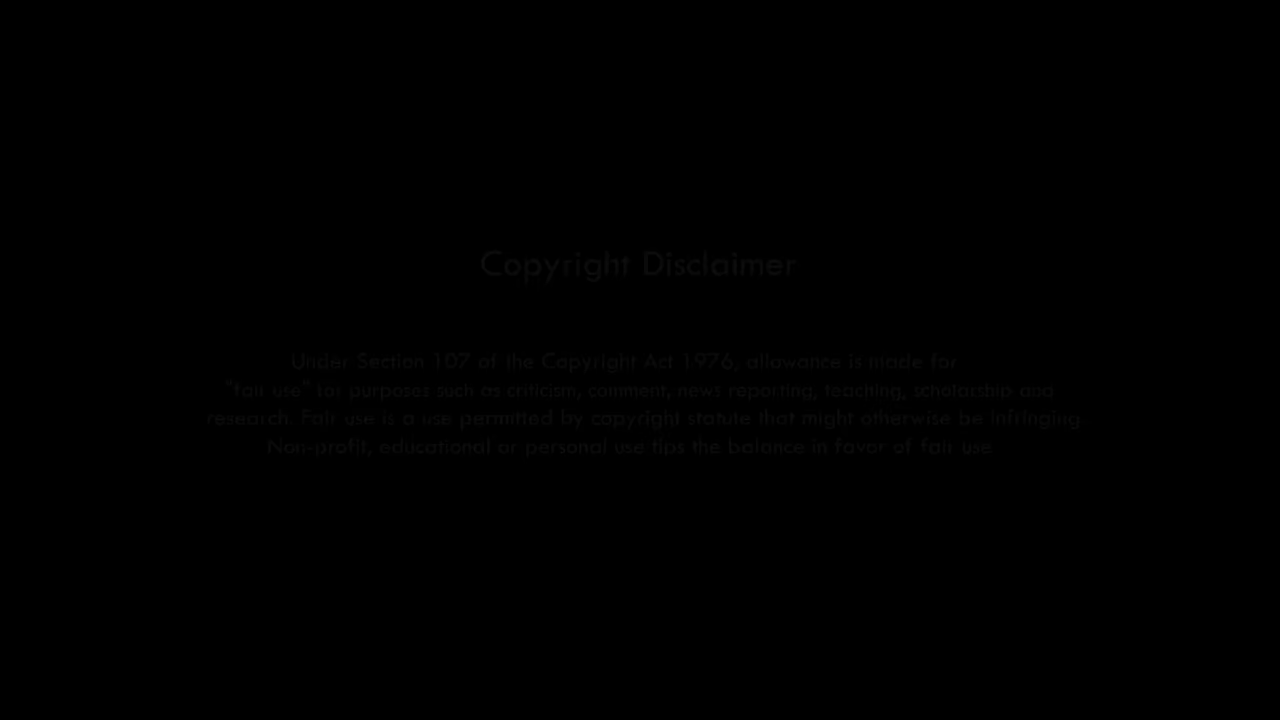 Copyright Disclaimer
Under Section 107 of the Copyright Act 1976, allowance is made for
"fair use" for purposes such as criticism, comment, news reporting, teaching, scholarship and
research. Fair use is a use permitted by copyright statute that might otherwise be infringing.
Non-profit, educational or personal use tips the balance in favor of fair use